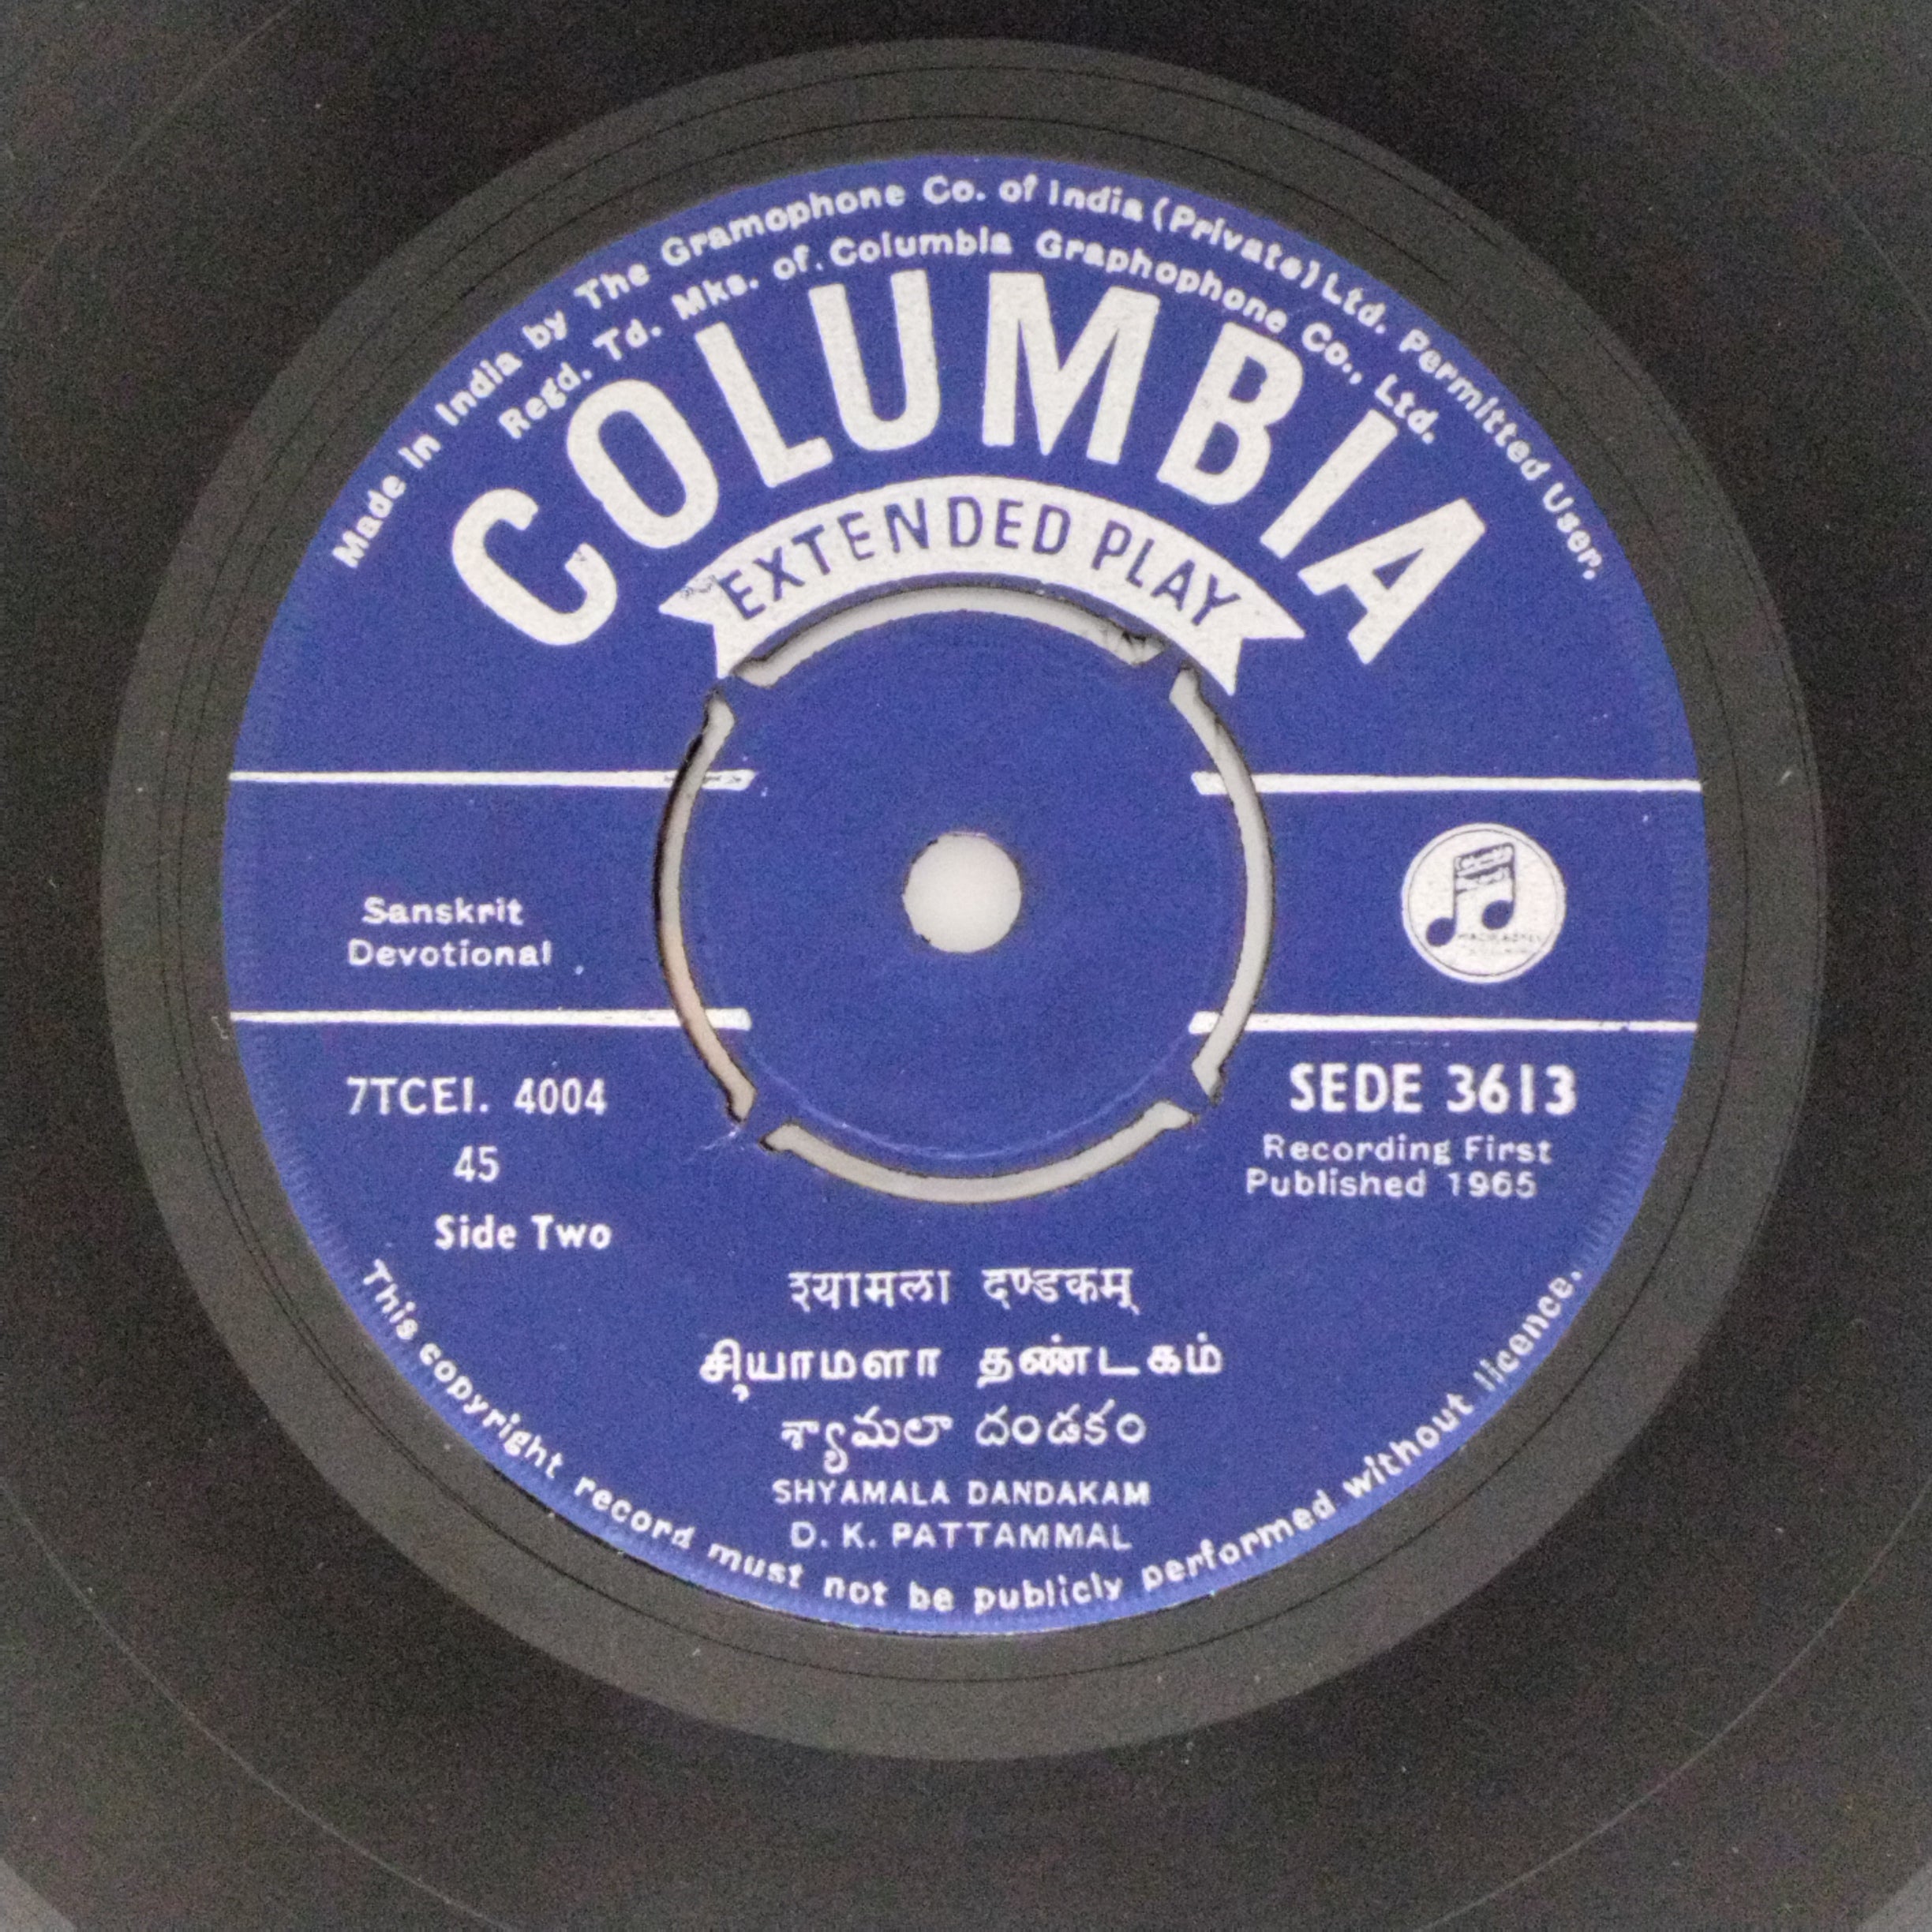 Made in India by The Gramophone Co. of India (Private) Ltd. Permitted User.
Regd. Td. Mks. of. Columbia Graphophone Co., Ltd.
COLUMBIA
EXTENDED PLAY
Sanskrit
Devotional
7TCEI. 4004
45
Side Two
SEDE 3613
Recording First
Published 1965
श्यामला दण्डकम्
சியாமளா தண்டகம்
శ్యామలా దండకం
SHYAMALA DANDAKAM
D. K. PATTAMMAL
This copyright record must not be publicly performed without licence.